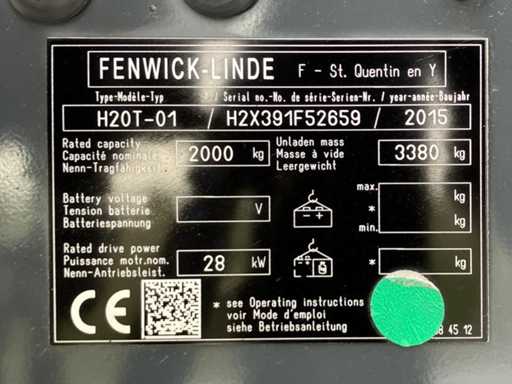 FENWICK-LINDE F - St. Quentin en Y
Type-Modèle-Typ / Serial no.-No. de série-Serien-Nr. / year-année-Baujahr
H20T-01 / H2X391F52659 / 2015
Rated capacity
Capacité nominale 2000 kg
Nenn-Tragfähigkeit
Unladen mass
Masse à vide 3380 kg
Leergewicht
Battery voltage
Tension batterie V
Batteriespannung
max. kg
*
min. kg
Rated drive power
Puissance motr.nom. 28 kW
Nenn-Antriebsleist.
* kg
CE
* see Operating instructions
voir Mode d'emploi
siehe Betriebsanleitung
8 45 12